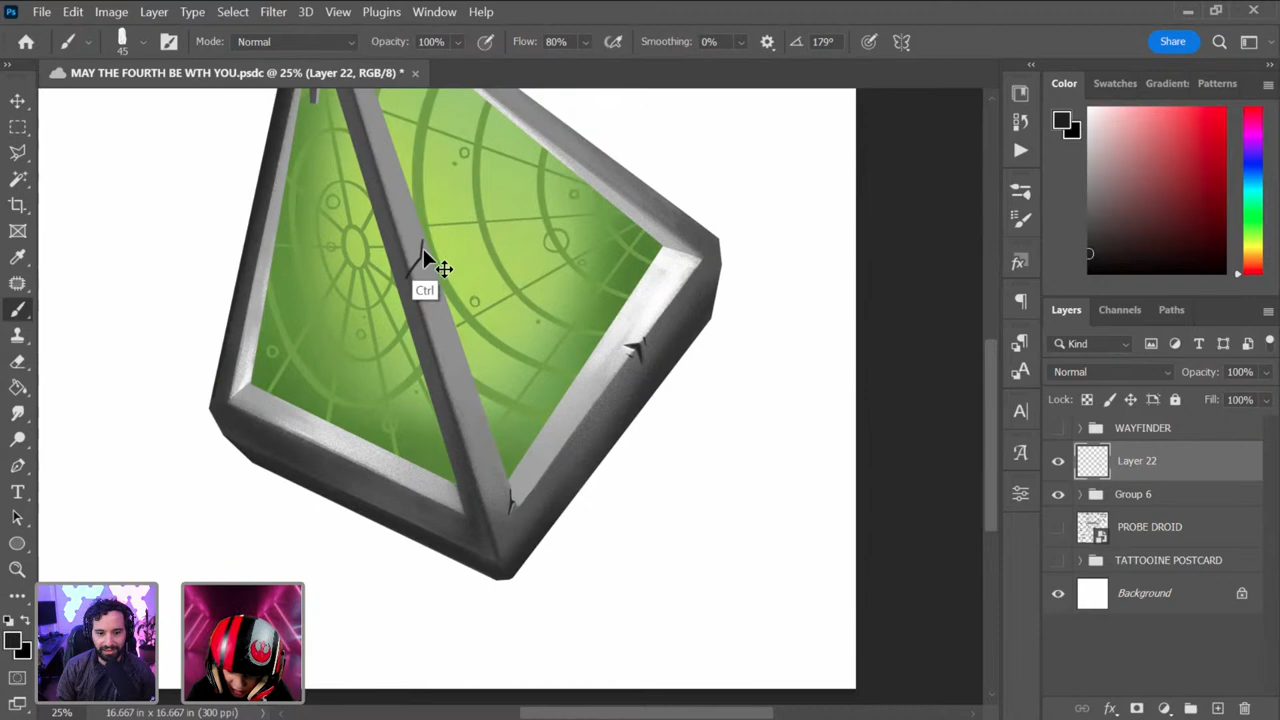 Ps File Edit Image Layer Type Select Filter 3D View Plugins Window Help
45 Mode: Normal Opacity: 100% Flow: 80% Smoothing: 0% 179° Share
MAY THE FOURTH BE WTH YOU.psdc @ 25% (Layer 22, RGB/8) *
Color Swatches Gradient: Patterns
Ctrl
Layers Channels Paths
Kind
Normal Opacity: 100%
Lock: Fill: 100%
WAYFINDER
Layer 22
Group 6
PROBE DROID
TATTOOINE POSTCARD
Background
25% 16.667 in x 16.667 in (300 ppi)